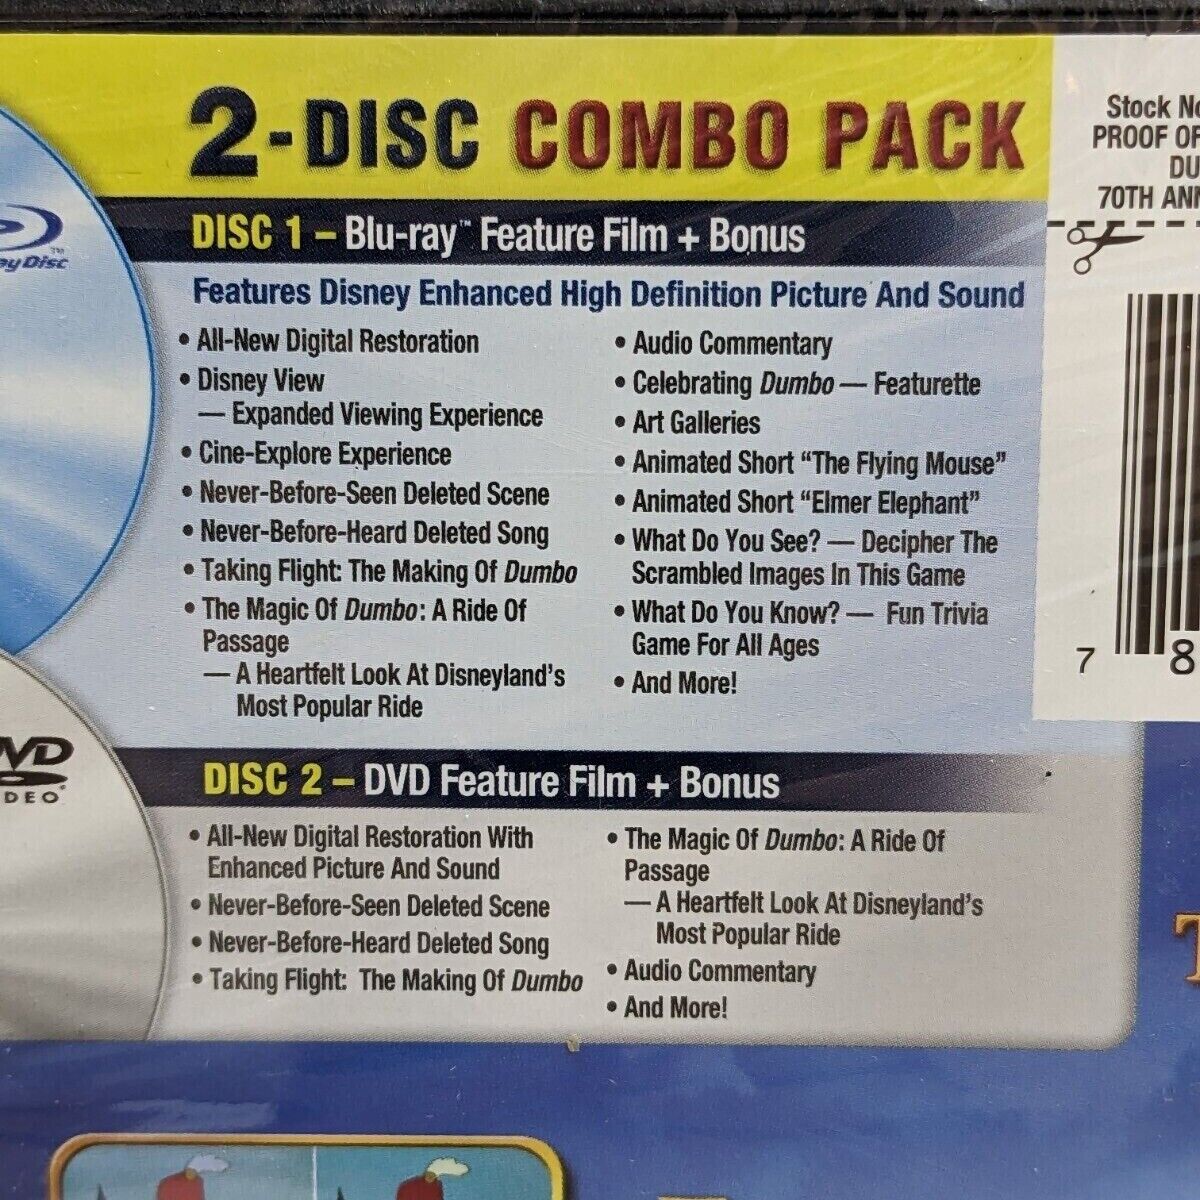 2-DISC COMBO PACK
DISC 1 – Blu-ray™ Feature Film + Bonus
Features Disney Enhanced High Definition Picture And Sound
• All-New Digital Restoration
• Disney View
— Expanded Viewing Experience
• Cine-Explore Experience
• Never-Before-Seen Deleted Scene
• Never-Before-Heard Deleted Song
• Taking Flight: The Making Of Dumbo
• The Magic Of Dumbo: A Ride Of
Passage
— A Heartfelt Look At Disneyland's
Most Popular Ride
• Audio Commentary
• Celebrating Dumbo — Featurette
• Art Galleries
• Animated Short “The Flying Mouse”
• Animated Short “Elmer Elephant”
• What Do You See? — Decipher The
Scrambled Images In This Game
• What Do You Know? — Fun Trivia
Game For All Ages
• And More!
DISC 2 – DVD Feature Film + Bonus
• All-New Digital Restoration With
Enhanced Picture And Sound
• Never-Before-Seen Deleted Scene
• Never-Before-Heard Deleted Song
• Taking Flight: The Making Of Dumbo
• The Magic Of Dumbo: A Ride Of
Passage
— A Heartfelt Look At Disneyland's
Most Popular Ride
• Audio Commentary
• And More!
Stock No
PROOF OF
DU
70TH ANN
7 8